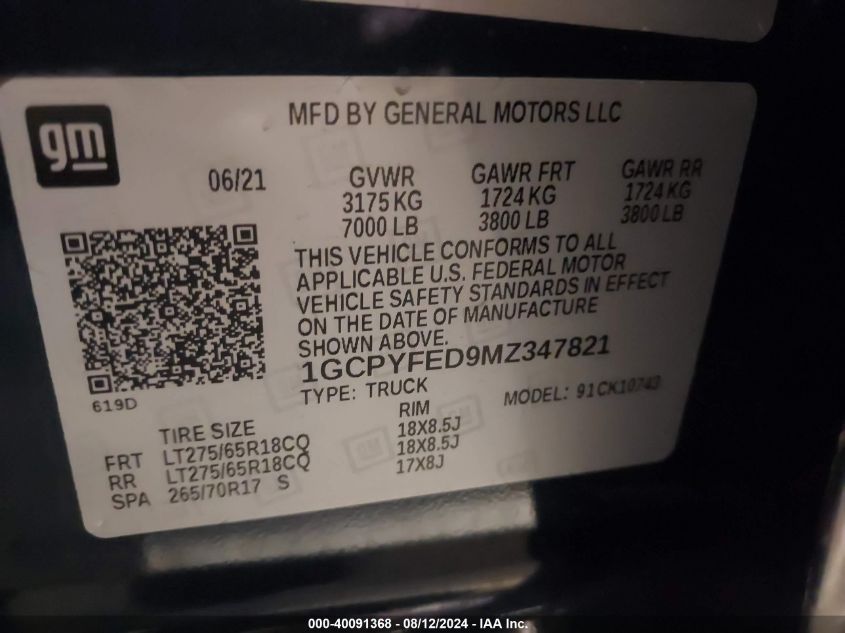 MFD BY GENERAL MOTORS LLC
gm
06/21
GVWR GAWR FRT GAWR RR
3175 KG 1724 KG 1724 KG
7000 LB 3800 LB 3800 LB
THIS VEHICLE CONFORMS TO ALL
APPLICABLE U.S. FEDERAL MOTOR
VEHICLE SAFETY STANDARDS IN EFFECT
ON THE DATE OF MANUFACTURE
SHOWN ABOVE.
1GCPYFED9MZ347821
TYPE: TRUCK MODEL: 91CK10743
619D
TIRE SIZE RIM
FRT LT275/65R18CQ 18X8.5J
RR LT275/65R18CQ 18X8.5J
SPA 265/70R17 S 17X8J
000-40091368 - 08/12/2024 - IAA Inc.